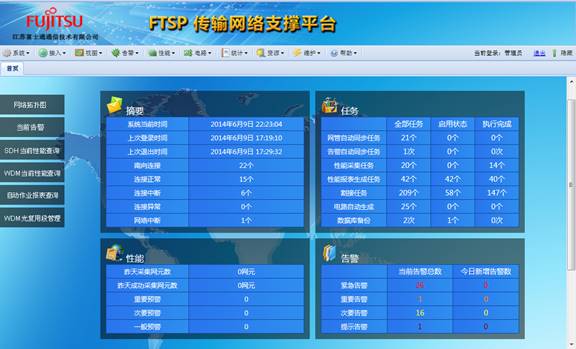 FUJITSU
江苏富士通通信技术有限公司
FTSP 传输网络支撑平台
系统 接入 视图 告警 性能 电路 统计 资源 维护 帮助 当前登录: 管理员 退出 隐藏
首页
网络拓扑图
当前告警
SDH当前性能查询
WDM当前性能查询
自动作业报表查询
WDM光复用段管理
摘要
系统当前时间 2014年6月9日 22:23:04
上次登录时间 2014年6月9日 17:19:10
上次退出时间 2014年6月9日 17:29:32
南向连接 22个
连接正常 15个
连接中断 6个
连接异常 0个
网络中断 1个
任务
全部任务 启用状态 执行完成
网管自动同步任务 21个 0个 0个
告警自动同步任务 1次 0个 0次
性能采集任务 20个 0个 14个
性能报表生成任务 42个 42个 40个
割接任务 209个 58个 147个
电路自动生成 25个 0个 0个
数据库备份 2次 1个 0次
性能
昨天采集网元数 0网元
昨天成功采集网元数 0网元
重要预警 0
次要预警 0
一般预警 0
告警
当前告警总数 今日新增告警数
紧急告警 26 0
重要告警 1 0
次要告警 16 0
提示告警 1 0